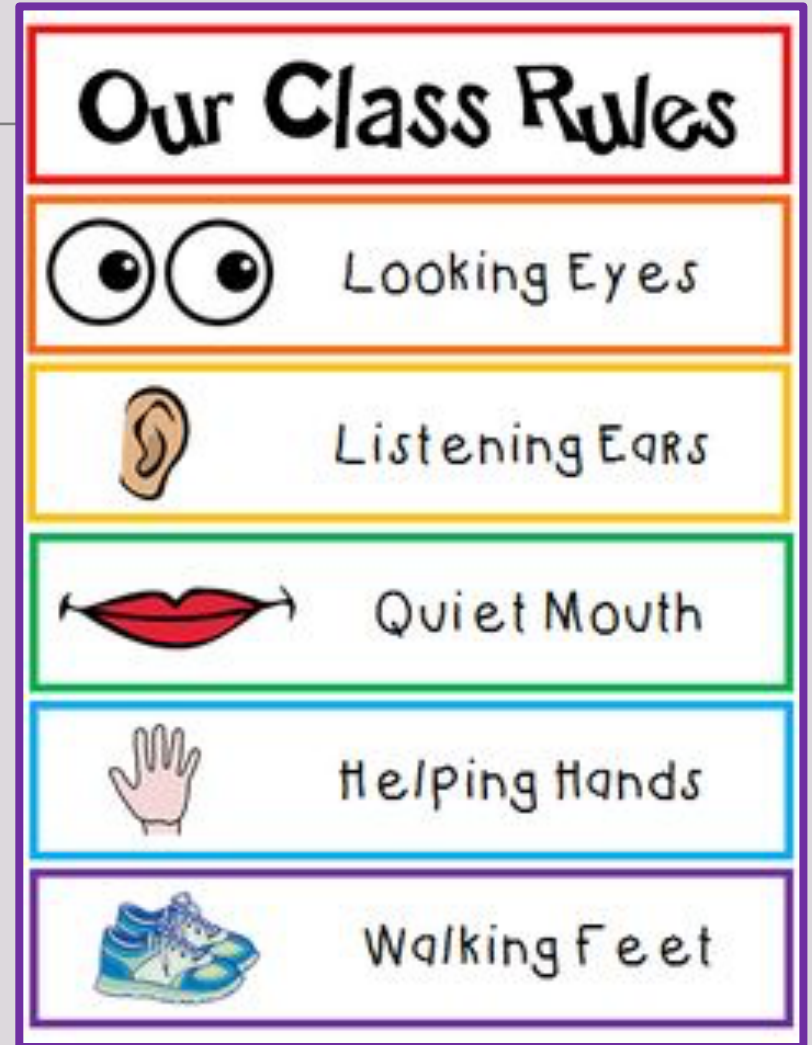 Our Class Rules
Looking Eyes
Listening Ears
Quiet Mouth
Helping Hands
Walking Feet